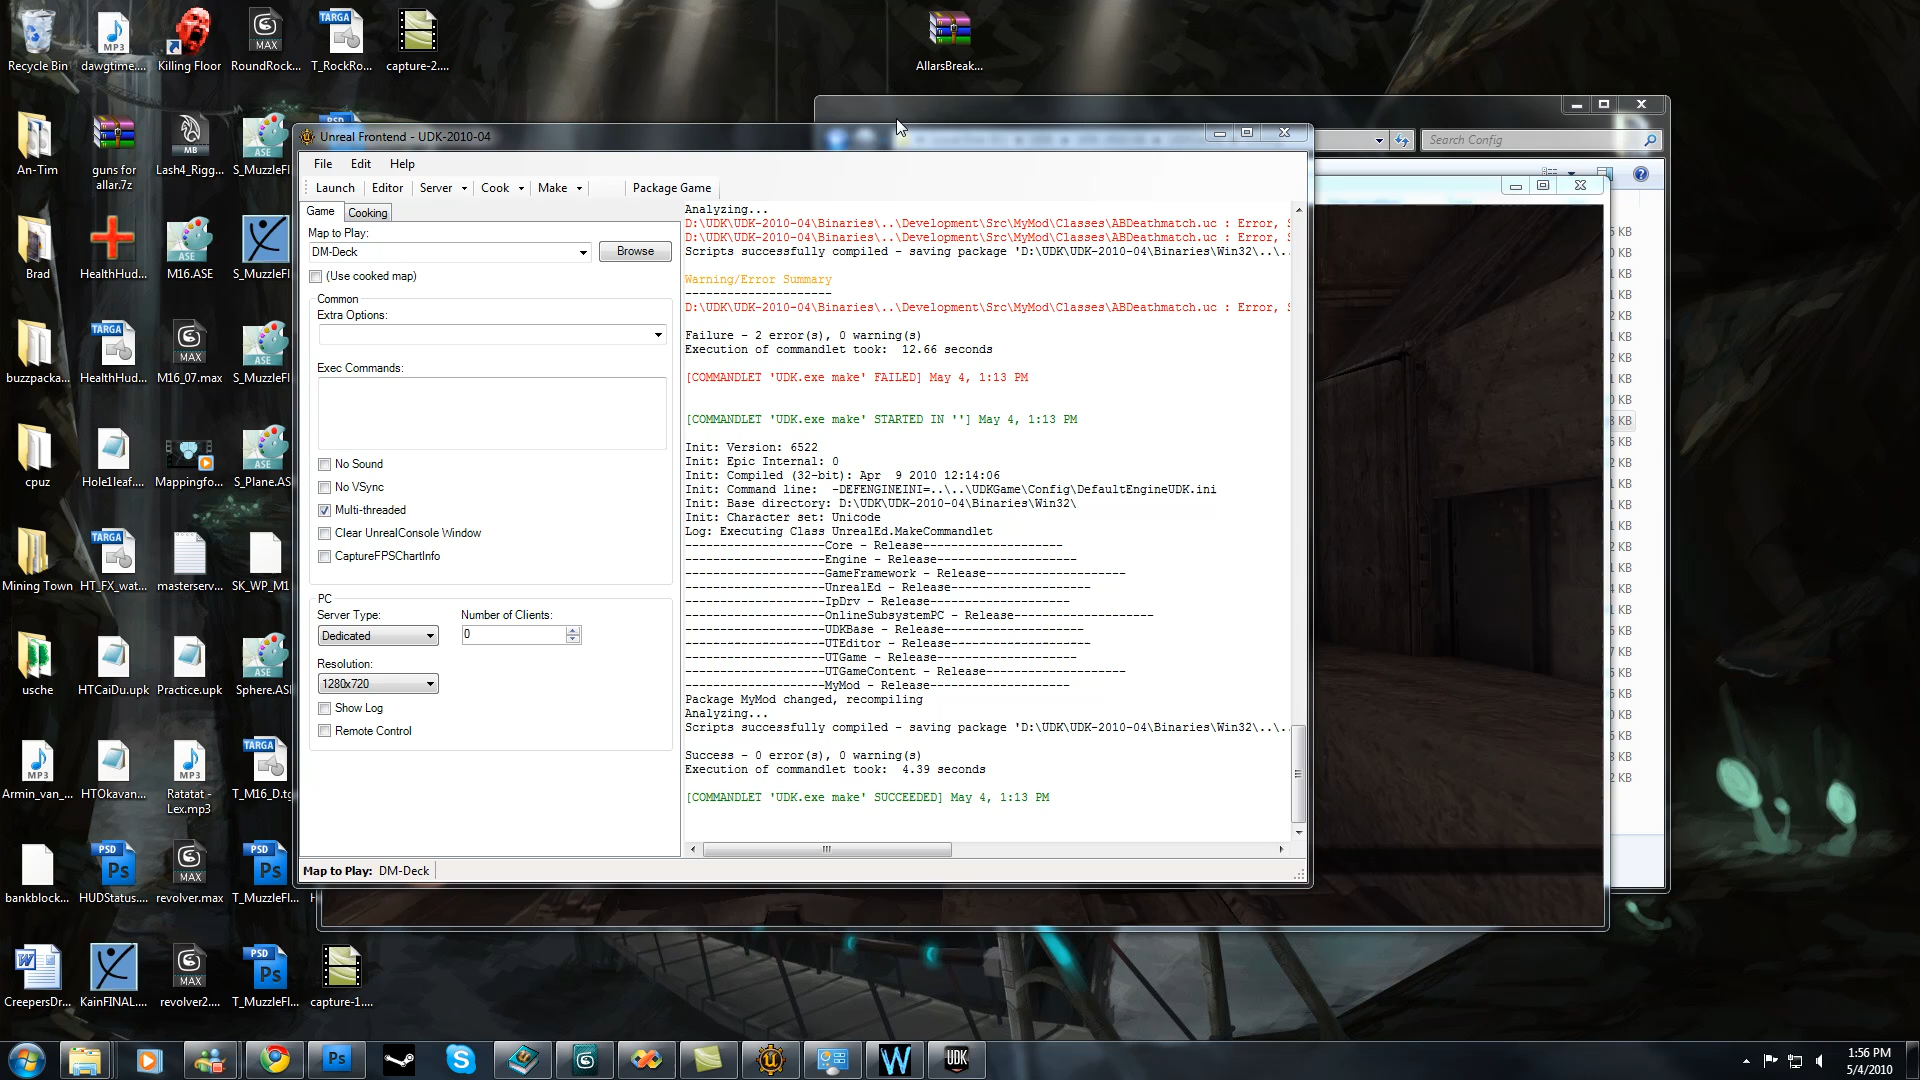 Recycle Bin
dawgtime....
Killing Floor
RoundRock...
T_RockRo...
capture-2....
AllarsBreak...
An-Tim
guns for
allar.7z
Lash4_Rigg...
S_MuzzleFl
Brad
HealthHud...
M16.ASE
S_MuzzleFl
buzzpacka...
HealthHud...
M16_07.max
S_MuzzleFl
cpuz
Hole1leaf....
Mappingfo...
S_Plane.AS
Mining Town
HT_FX_wat...
masterserv...
SK_WP_M1
usche
HTCaiDu.upk
Practice.upk
Sphere.ASI
Armin_van_...
HTOkavan...
Ratatat -
Lex.mp3
T_M16_D.tg
bankblock...
HUDStatus....
revolver.max
T_MuzzleFl...
CreepersDr...
KainFINAL....
revolver2....
T_MuzzleFl...
capture-1....
Unreal Frontend - UDK-2010-04
File Edit Help
Launch Editor Server Cook Make Package Game
Game Cooking
Map to Play:
DM-Deck
Browse
(Use cooked map)
Common
Extra Options:
Exec Commands:
No Sound
No VSync
Multi-threaded
Clear UnrealConsole Window
CaptureFPSChartInfo
PC
Server Type:
Number of Clients:
Dedicated
0
Resolution:
1280x720
Show Log
Remote Control
Analyzing...
D:\UDK\UDK-2010-04\Binaries\..\Development\Src\MyMod\Classes\ABDeathmatch.uc : Error,
D:\UDK\UDK-2010-04\Binaries\..\Development\Src\MyMod\Classes\ABDeathmatch.uc : Error,
Scripts successfully compiled - saving package 'D:\UDK\UDK-2010-04\Binaries\Win32\..\..
Warning/Error Summary
---------------------
D:\UDK\UDK-2010-04\Binaries\..\Development\Src\MyMod\Classes\ABDeathmatch.uc : Error,
Failure - 2 error(s), 0 warning(s)
Execution of commandlet took:  12.66 seconds
[COMMANDLET 'UDK.exe make' FAILED] May 4, 1:13 PM
[COMMANDLET 'UDK.exe make' STARTED IN ''] May 4, 1:13 PM
Init: Version: 6522
Init: Epic Internal: 0
Init: Compiled (32-bit): Apr  9 2010 12:14:06
Init: Command line:  -DEFENGINEINI=..\..\UDKGame\Config\DefaultEngineUDK.ini
Init: Base directory: D:\UDK\UDK-2010-04\Binaries\Win32\
Init: Character set: Unicode
Log: Executing Class UnrealEd.MakeCommandlet
--------------------Core - Release--------------------
--------------------Engine - Release--------------------
--------------------GameFramework - Release--------------------
--------------------UnrealEd - Release--------------------
--------------------IpDrv - Release--------------------
--------------------OnlineSubsystemPC - Release--------------------
--------------------UDKBase - Release--------------------
--------------------UTEditor - Release--------------------
--------------------UTGame - Release--------------------
--------------------UTGameContent - Release--------------------
--------------------MyMod - Release--------------------
Package MyMod changed, recompiling
Analyzing...
Scripts successfully compiled - saving package 'D:\UDK\UDK-2010-04\Binaries\Win32\..\..
Success - 0 error(s), 0 warning(s)
Execution of commandlet took:  4.39 seconds
[COMMANDLET 'UDK.exe make' SUCCEEDED] May 4, 1:13 PM
Map to Play: DM-Deck
Search Config
1:56 PM
5/4/2010